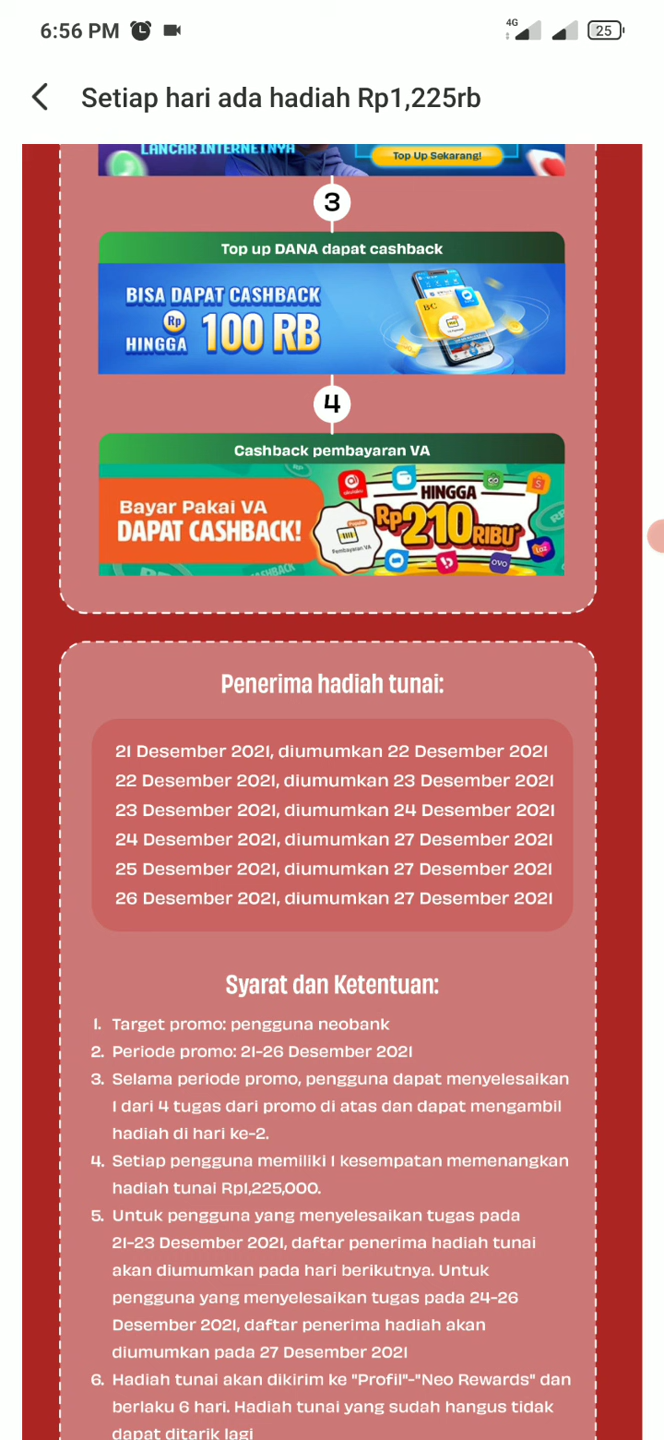 6:56 PM
4G
25
Setiap hari ada hadiah Rp1,225rb
LANCAR INTERNETNYA
Top Up Sekarang!
3
Top up DANA dapat cashback
BISA DAPAT CASHBACK
HINGGA Rp 100 RB
4
Cashback pembayaran VA
Bayar Pakai VA
DAPAT CASHBACK!
Pembayaran VA
HINGGA
Rp210 RIBU*
OVO
Penerima hadiah tunai:
21 Desember 2021, diumumkan 22 Desember 2021
22 Desember 2021, diumumkan 23 Desember 2021
23 Desember 2021, diumumkan 24 Desember 2021
24 Desember 2021, diumumkan 27 Desember 2021
25 Desember 2021, diumumkan 27 Desember 2021
26 Desember 2021, diumumkan 27 Desember 2021
Syarat dan Ketentuan:
1. Target promo: pengguna neobank
2. Periode promo: 21-26 Desember 2021
3. Selama periode promo, pengguna dapat menyelesaikan
1 dari 4 tugas dari promo di atas dan dapat mengambil
hadiah di hari ke-2.
4. Setiap pengguna memiliki 1 kesempatan memenangkan
hadiah tunai Rp1,225,000.
5. Untuk pengguna yang menyelesaikan tugas pada
21-23 Desember 2021, daftar penerima hadiah tunai
akan diumumkan pada hari berikutnya. Untuk
pengguna yang menyelesaikan tugas pada 24-26
Desember 2021, daftar penerima hadiah akan
diumumkan pada 27 Desember 2021
6. Hadiah tunai akan dikirim ke "Profil"-"Neo Rewards" dan
berlaku 6 hari. Hadiah tunai yang sudah hangus tidak
dapat ditarik lagi